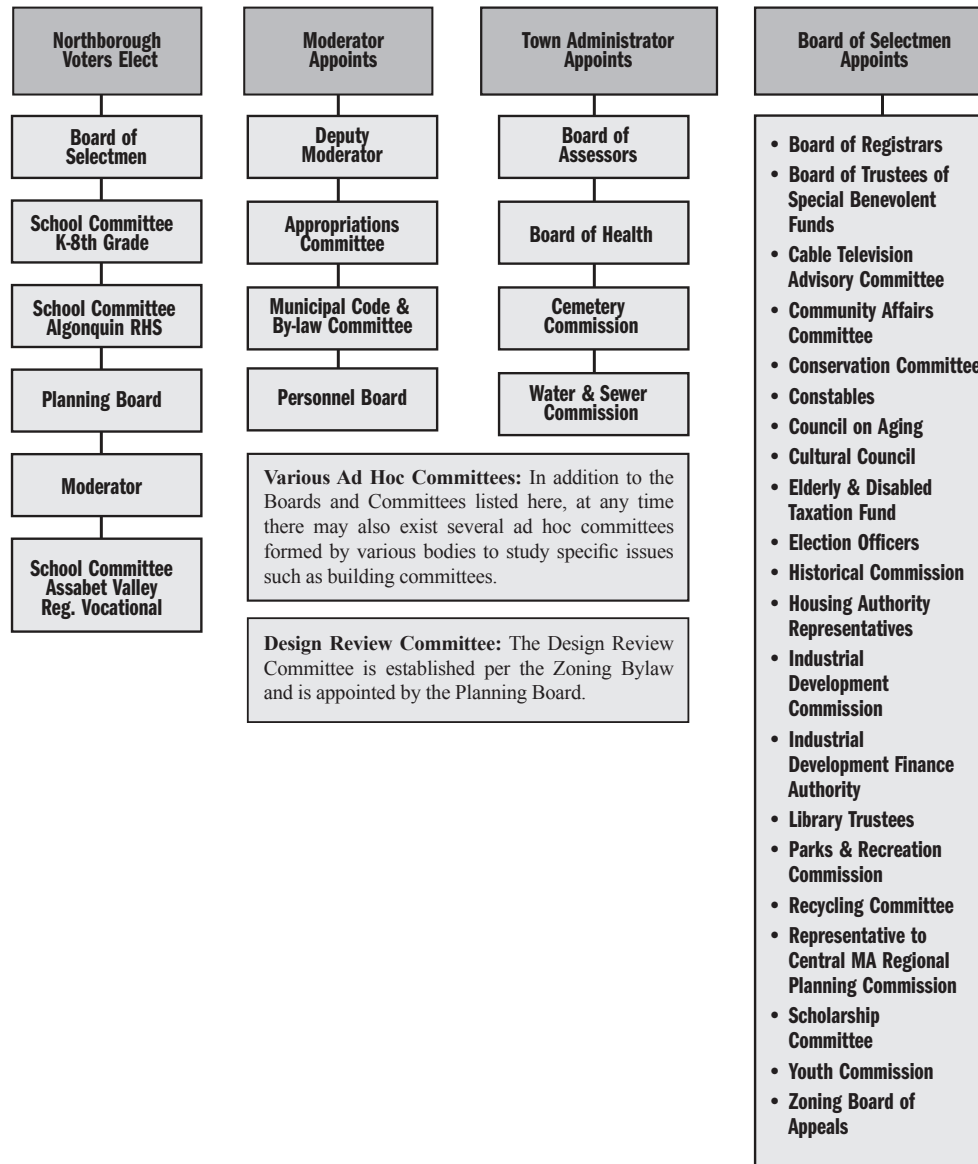 Northborough
Voters Elect
Board of
Selectmen
School Committee
K-8th Grade
School Committee
Algonquin RHS
Planning Board
Moderator
School Committee
Assabet Valley
Reg. Vocational
Moderator
Appoints
Deputy
Moderator
Appropriations
Committee
Municipal Code &
By-law Committee
Personnel Board
Town Administrator
Appoints
Board of
Assessors
Board of Health
Cemetery
Commission
Water & Sewer
Commission
Various Ad Hoc Committees: In addition to the
Boards and Committees listed here, at any time
there may also exist several ad hoc committees
formed by various bodies to study specific issues
such as building committees.
Design Review Committee: The Design Review
Committee is established per the Zoning Bylaw
and is appointed by the Planning Board.
Board of Selectmen
Appoints
• Board of Registrars
• Board of Trustees of
Special Benevolent
Funds
• Cable Television
Advisory Committee
• Community Affairs
Committee
• Conservation Committee
• Constables
• Council on Aging
• Cultural Council
• Elderly & Disabled
Taxation Fund
• Election Officers
• Historical Commission
• Housing Authority
Representatives
• Industrial
Development
Commission
• Industrial
Development Finance
Authority
• Library Trustees
• Parks & Recreation
Commission
• Recycling Committee
• Representative to
Central MA Regional
Planning Commission
• Scholarship
Committee
• Youth Commission
• Zoning Board of
Appeals